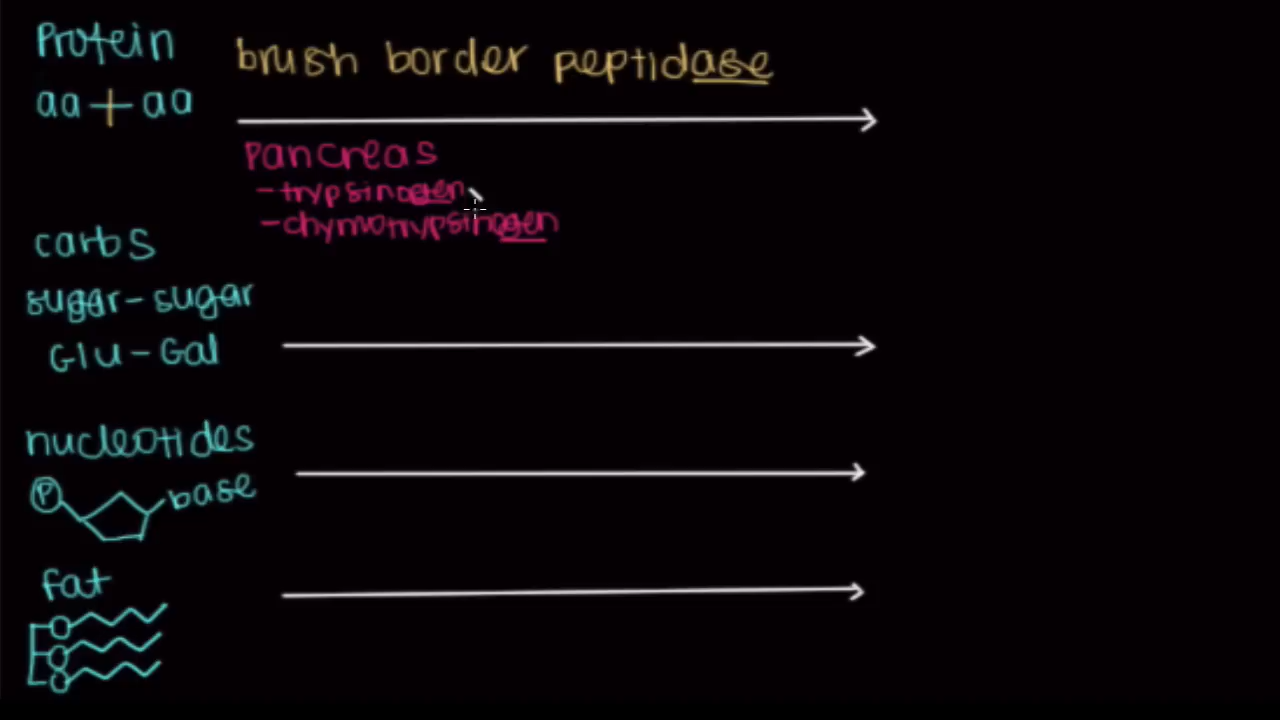 Protein
brush border peptidase
aa + aa
Pancreas
- trypsinogen
- chymotrypsinogen
carbs
sugar - sugar
Glu - Gal
nucleotides
P
base
fat